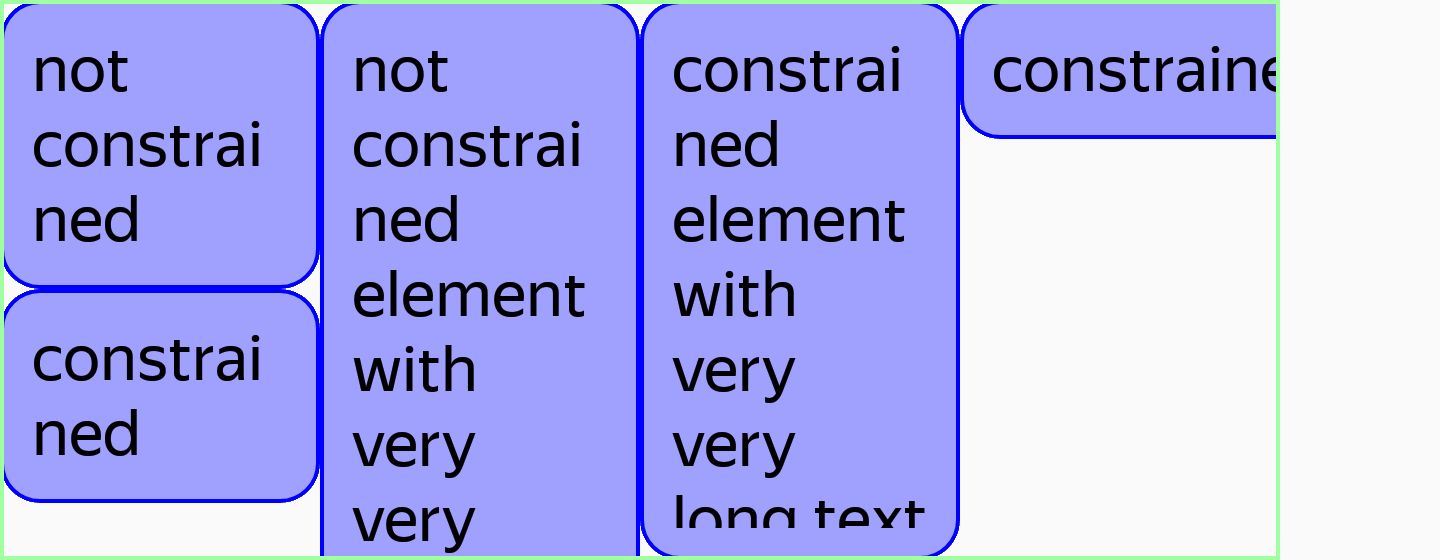 not
constrai
ned
constrai
ned
not
constrai
ned
element
with
very
very
constrai
ned
element
with
very
very
long text
constraine